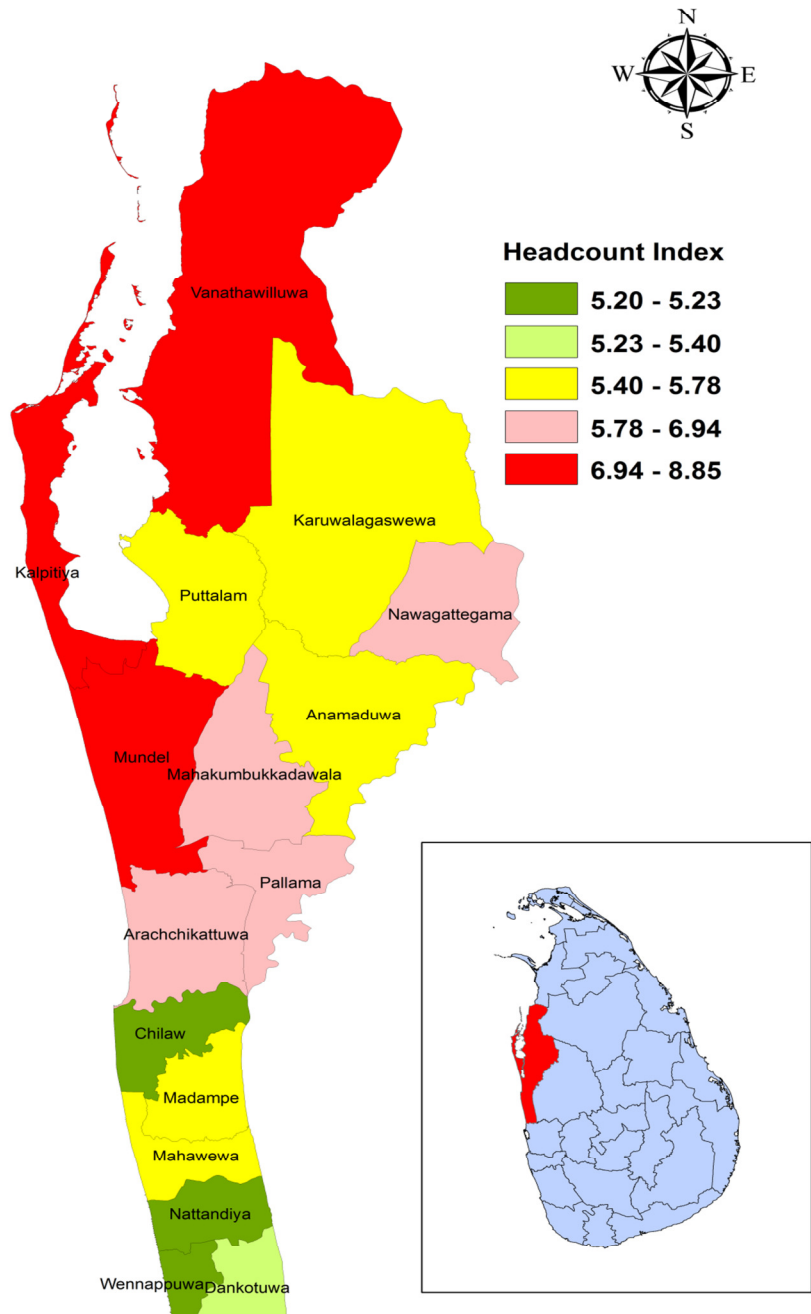 N
W E
S
Headcount Index
5.20 - 5.23
5.23 - 5.40
5.40 - 5.78
5.78 - 6.94
6.94 - 8.85
Vanathawilluwa
Karuwalagaswewa
Kalpitiya
Puttalam
Nawagattegama
Anamaduwa
Mundel
Mahakumbukkadawala
Pallama
Arachchikattuwa
Chilaw
Madampe
Mahawewa
Nattandiya
Wennappuwa
Dankotuwa